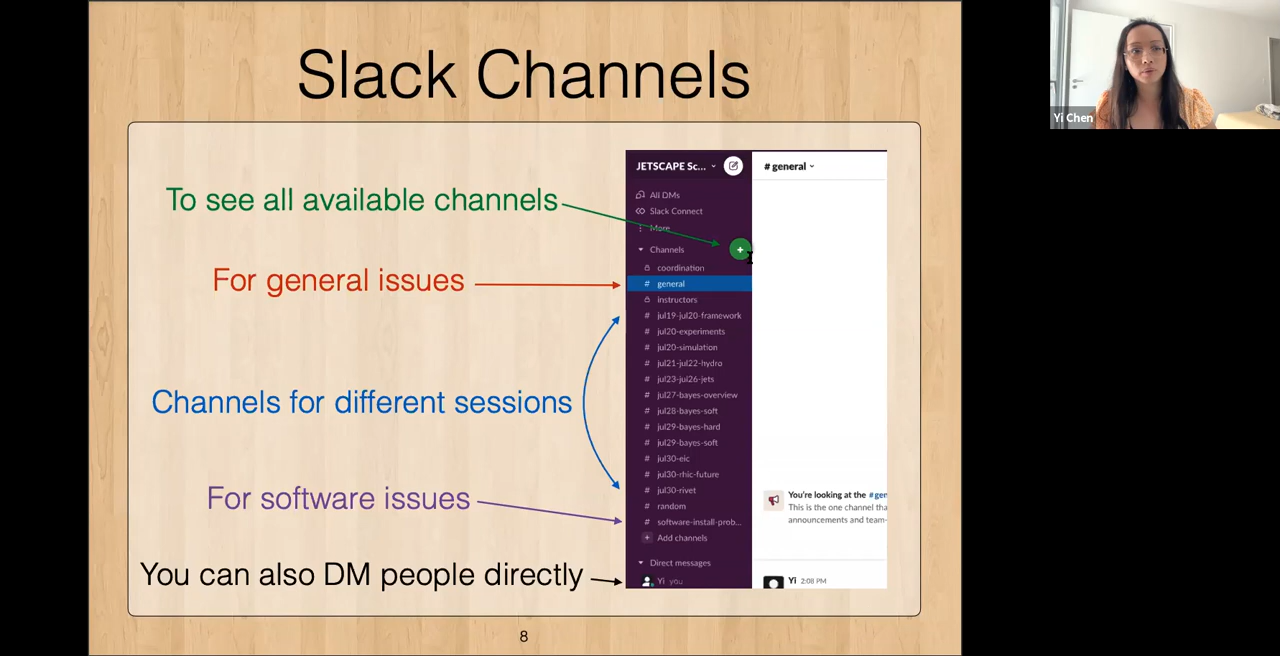 Slack Channels
To see all available channels
For general issues
Channels for different sessions
For software issues
You can also DM people directly
JETSCAPE Sc...
All DMs
Slack Connect
More
Channels
coordination
# general
instructors
# jul19-jul20-framework
# jul20-experiments
# jul20-simulation
# jul21-jul22-hydro
# jul23-jul26-jets
# jul27-bayes-overview
# jul28-bayes-soft
# jul29-bayes-hard
# jul29-bayes-soft
# jul30-eic
# jul30-rhic-future
# jul30-rivet
# random
# software-install-prob...
+ Add channels
Direct messages
Yi you
# general
You're looking at the #gen
This is the one channel tha
announcements and team-
Yi 2:08 PM
8
Yi Chen